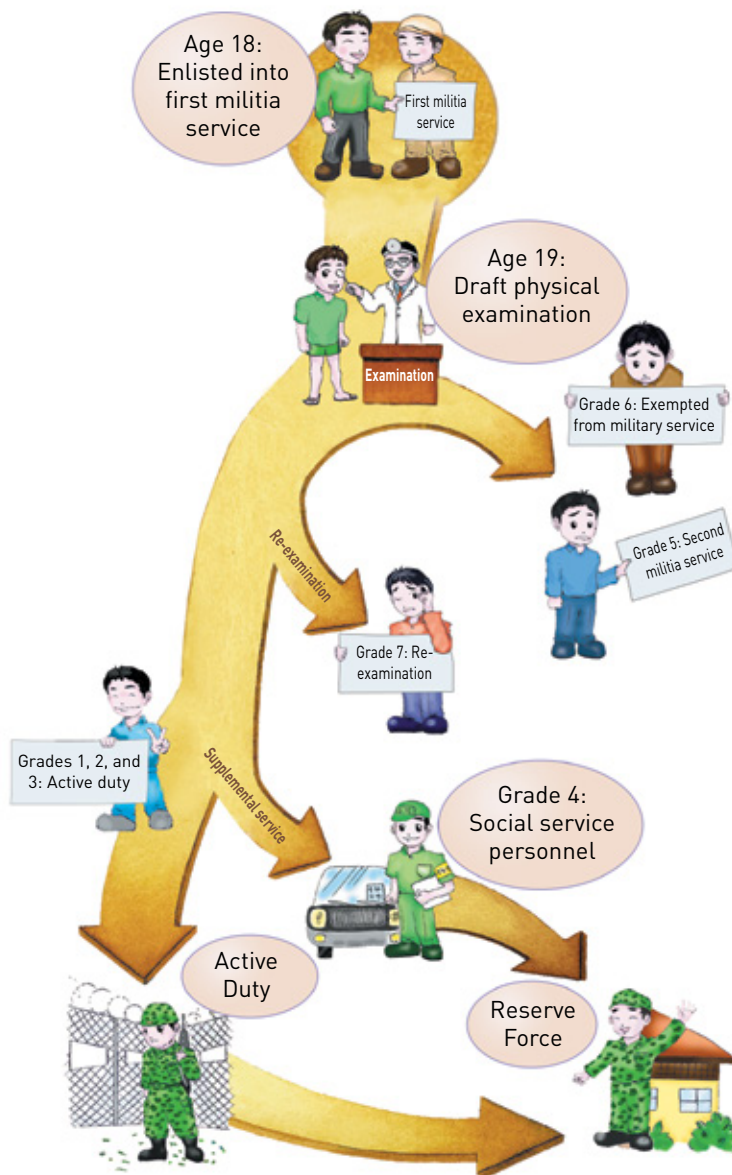 Age 18:
Enlisted into
first militia
service
First militia
service
Age 19:
Draft physical
examination
Examination
Grade 6: Exempted
from military service
Grade 5: Second
militia service
Re-examination
Grade 7: Re-
examination
Grades 1, 2, and
3: Active duty
Supplemental service
Grade 4:
Social service
personnel
Active
Duty
Reserve
Force